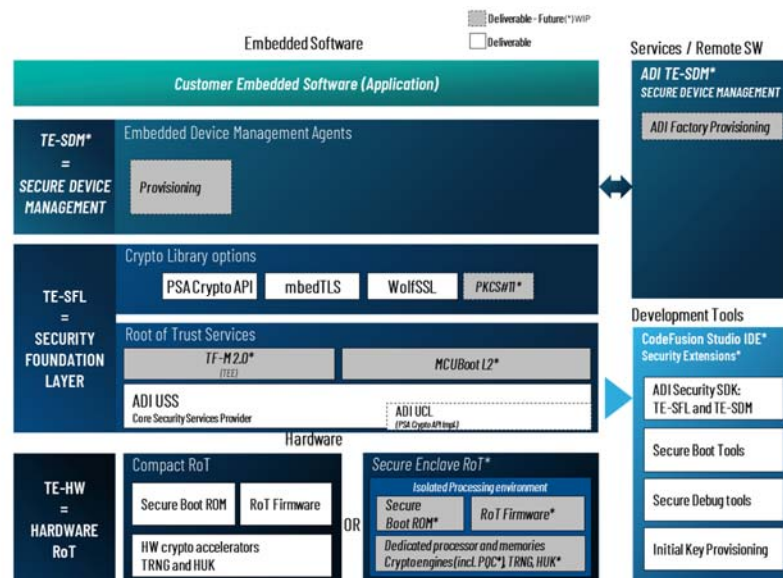 Deliverable - Future(*)WIP
Deliverable
Embedded Software
Services / Remote SW
Customer Embedded Software (Application)
ADI TE-SDM*
SECURE DEVICE MANAGEMENT
ADI Factory Provisioning
TE-SDM*
=
SECURE DEVICE
MANAGEMENT
Embedded Device Management Agents
Provisioning
TE-SFL
=
SECURITY
FOUNDATION
LAYER
Crypto Library options
PSA Crypto API
mbedTLS
WolfSSL
PKCS#11*
Root of Trust Services
TF-M 2.0*
(TEE)
MCUBoot L2*
ADI USS
Core Security Services Provider
ADI UCL
(PSA Crypto API Impl.)
Development Tools
CodeFusion Studio IDE*
Security Extensions*
ADI Security SDK:
TE-SFL and TE-SDM
Secure Boot Tools
Secure Debug tools
Initial Key Provisioning
Hardware
TE-HW
=
HARDWARE
RoT
Compact RoT
Secure Boot ROM
RoT Firmware
HW crypto accelerators
TRNG and HUK
OR
Secure Enclave RoT*
Isolated Processing environment
Secure
Boot ROM*
RoT Firmware*
Dedicated processor and memories
Crypto engines (incl. PQC*), TRNG, HUK*